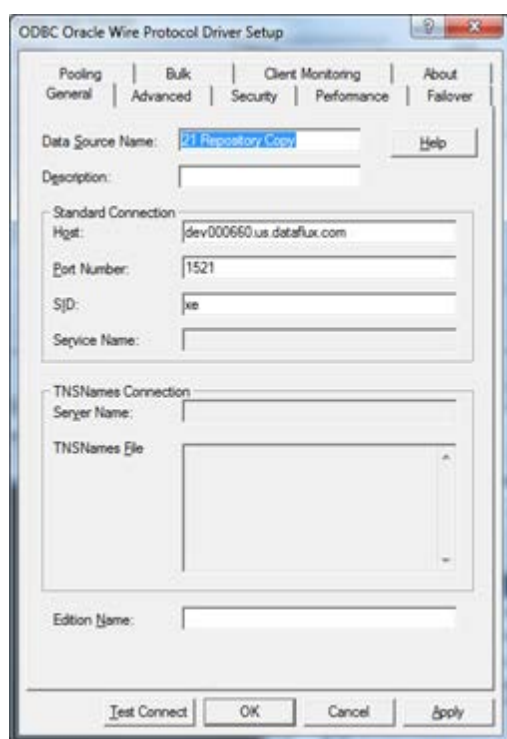 ODBC Oracle Wire Protocol Driver Setup
Pooling Bulk Client Monitoring About
General Advanced Security Performance Failover
Data Source Name: 21 Repository Copy Help
Description:
Standard Connection
Host: dev000660.us.dataflux.com
Port Number: 1521
SID: xe
Service Name:
TNSNames Connection
Server Name:
TNSNames File
Edition Name:
Test Connect OK Cancel Apply